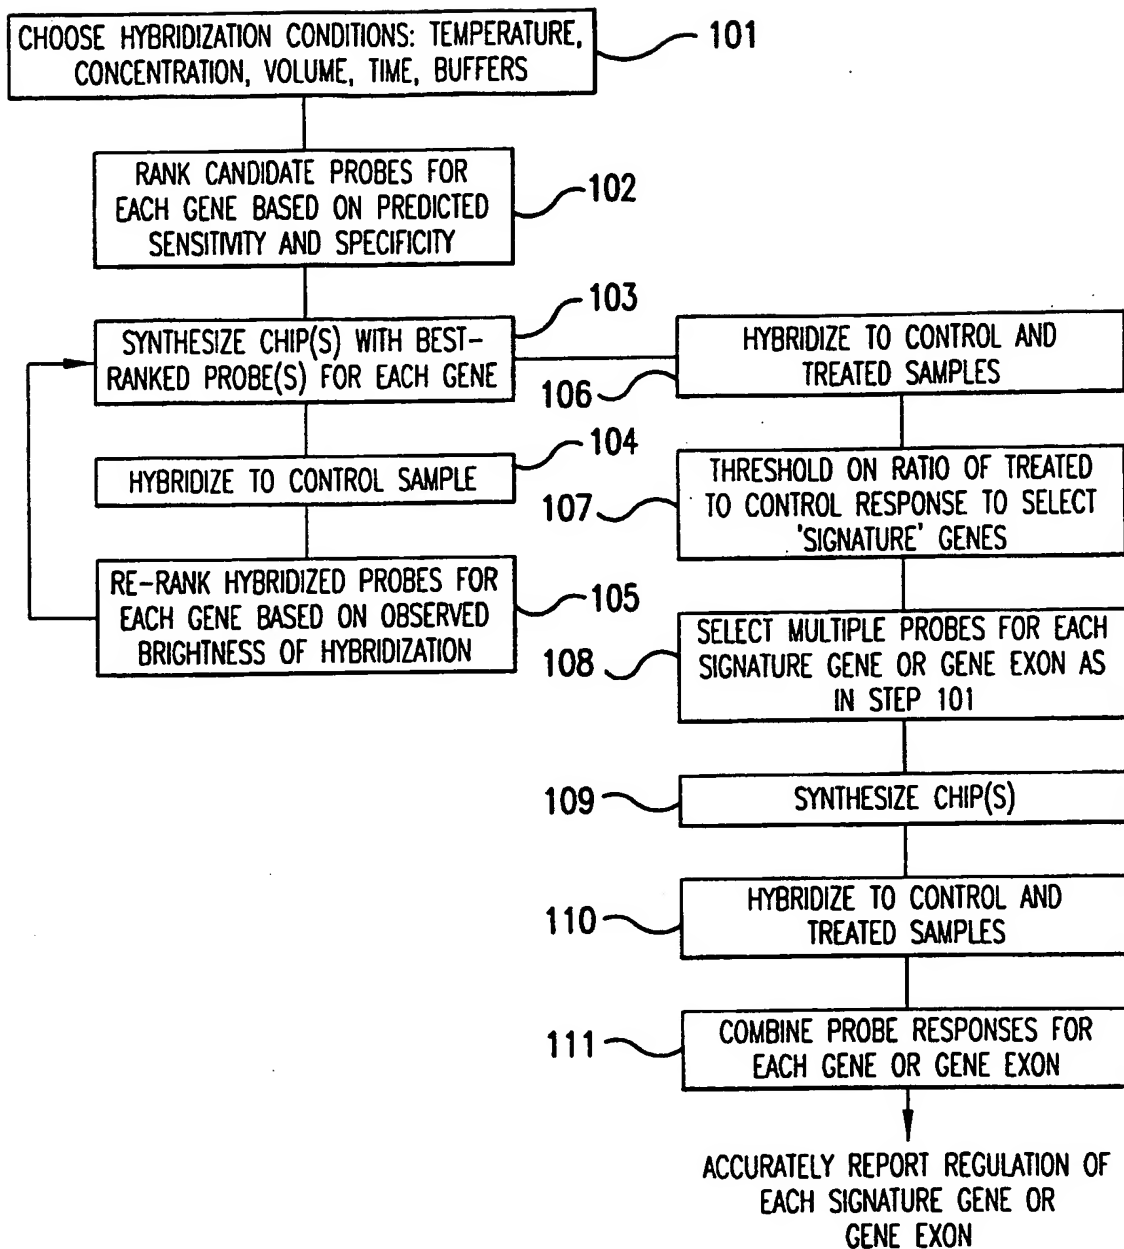 CHOOSE HYBRIDIZATION CONDITIONS: TEMPERATURE,
CONCENTRATION, VOLUME, TIME, BUFFERS
101
RANK CANDIDATE PROBES FOR
EACH GENE BASED ON PREDICTED
SENSITIVITY AND SPECIFICITY
102
SYNTHESIZE CHIP(S) WITH BEST-
RANKED PROBE(S) FOR EACH GENE
103
HYBRIDIZE TO CONTROL SAMPLE
104
RE-RANK HYBRIDIZED PROBES FOR
EACH GENE BASED ON OBSERVED
BRIGHTNESS OF HYBRIDIZATION
105
HYBRIDIZE TO CONTROL AND
TREATED SAMPLES
106
THRESHOLD ON RATIO OF TREATED
TO CONTROL RESPONSE TO SELECT
'SIGNATURE' GENES
107
SELECT MULTIPLE PROBES FOR EACH
SIGNATURE GENE OR GENE EXON AS
IN STEP 101
108
SYNTHESIZE CHIP(S)
109
HYBRIDIZE TO CONTROL AND
TREATED SAMPLES
110
COMBINE PROBE RESPONSES FOR
EACH GENE OR GENE EXON
111
ACCURATELY REPORT REGULATION OF
EACH SIGNATURE GENE OR
GENE EXON